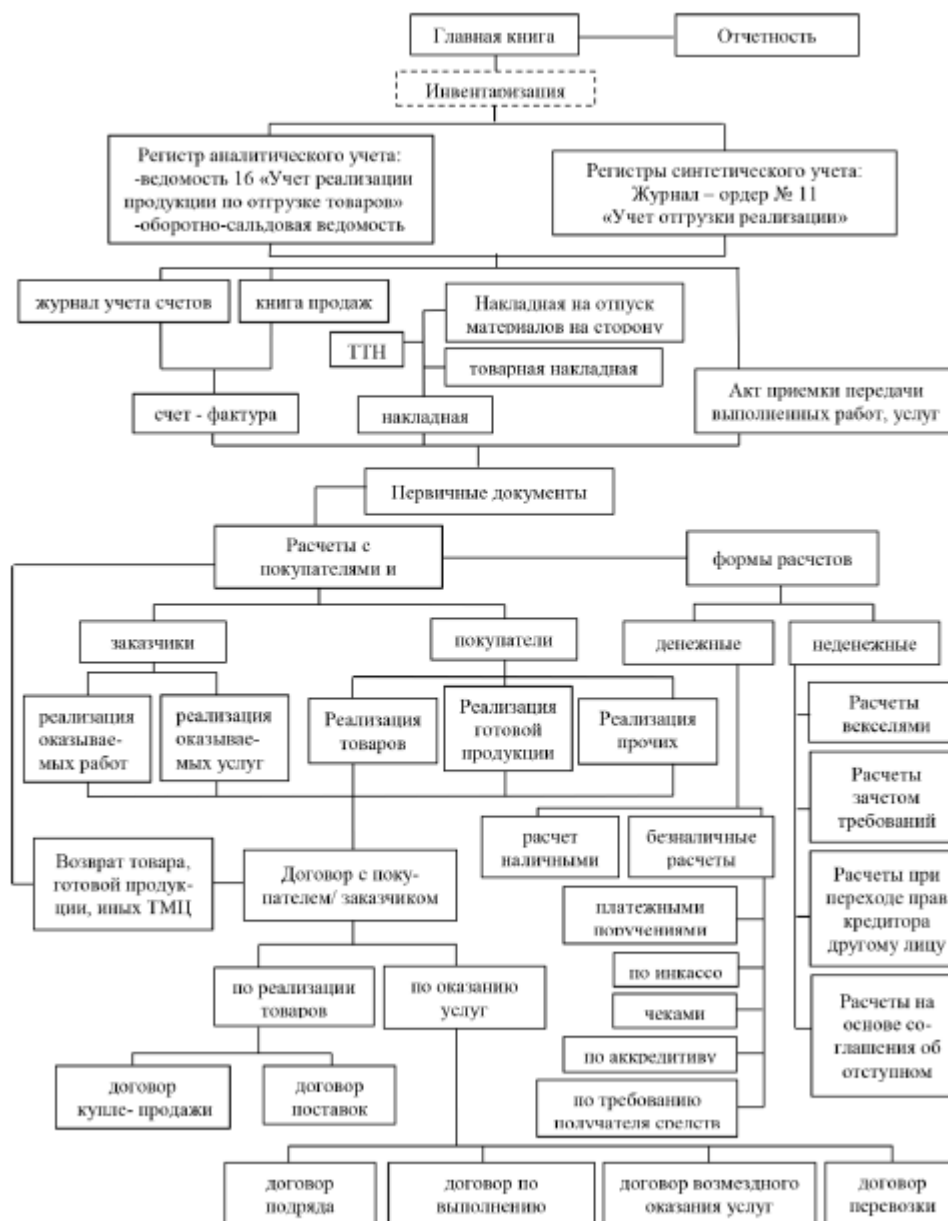 Главная книга
Отчетность
Инвентаризация
Регистр аналитического учета:
-ведомость 16 «Учет реализации
продукции по отгрузке товаров»
-оборотно-сальдовая ведомость
Регистры синтетического учета:
Журнал – ордер № 11
«Учет отгрузки реализации»
журнал учета счетов
книга продаж
Накладная на отпуск
материалов на сторону
ТТН
товарная накладная
счет - фактура
накладная
Акт приемки передачи
выполненных работ, услуг
Первичные документы
Расчеты с
покупателями и
формы расчетов
заказчики
покупатели
денежные
неденежные
реализация
оказывае-
мых работ
реализация
оказывае-
мых услуг
Реализация
товаров
Реализация
готовой
продукции
Реализация
прочих
Расчеты
векселями
Расчеты
зачетом
требований
расчет
наличными
безналичные
расчеты
Возврат товара,
готовой продук-
ции, иных ТМЦ
Договор с поку-
пателем/ заказчиком
Расчеты при
переходе прав
кредитора
другому лицу
платежными
поручениями
по инкассо
чеками
по аккредитиву
по требованию
получателя средств
Расчеты на
основе со-
глашения об
отступном
по реализации
товаров
по оказанию
услуг
договор
купле- продажи
договор
поставок
договор
подряда
договор по
выполнению
договор возмездного
оказания услуг
договор
перевозки